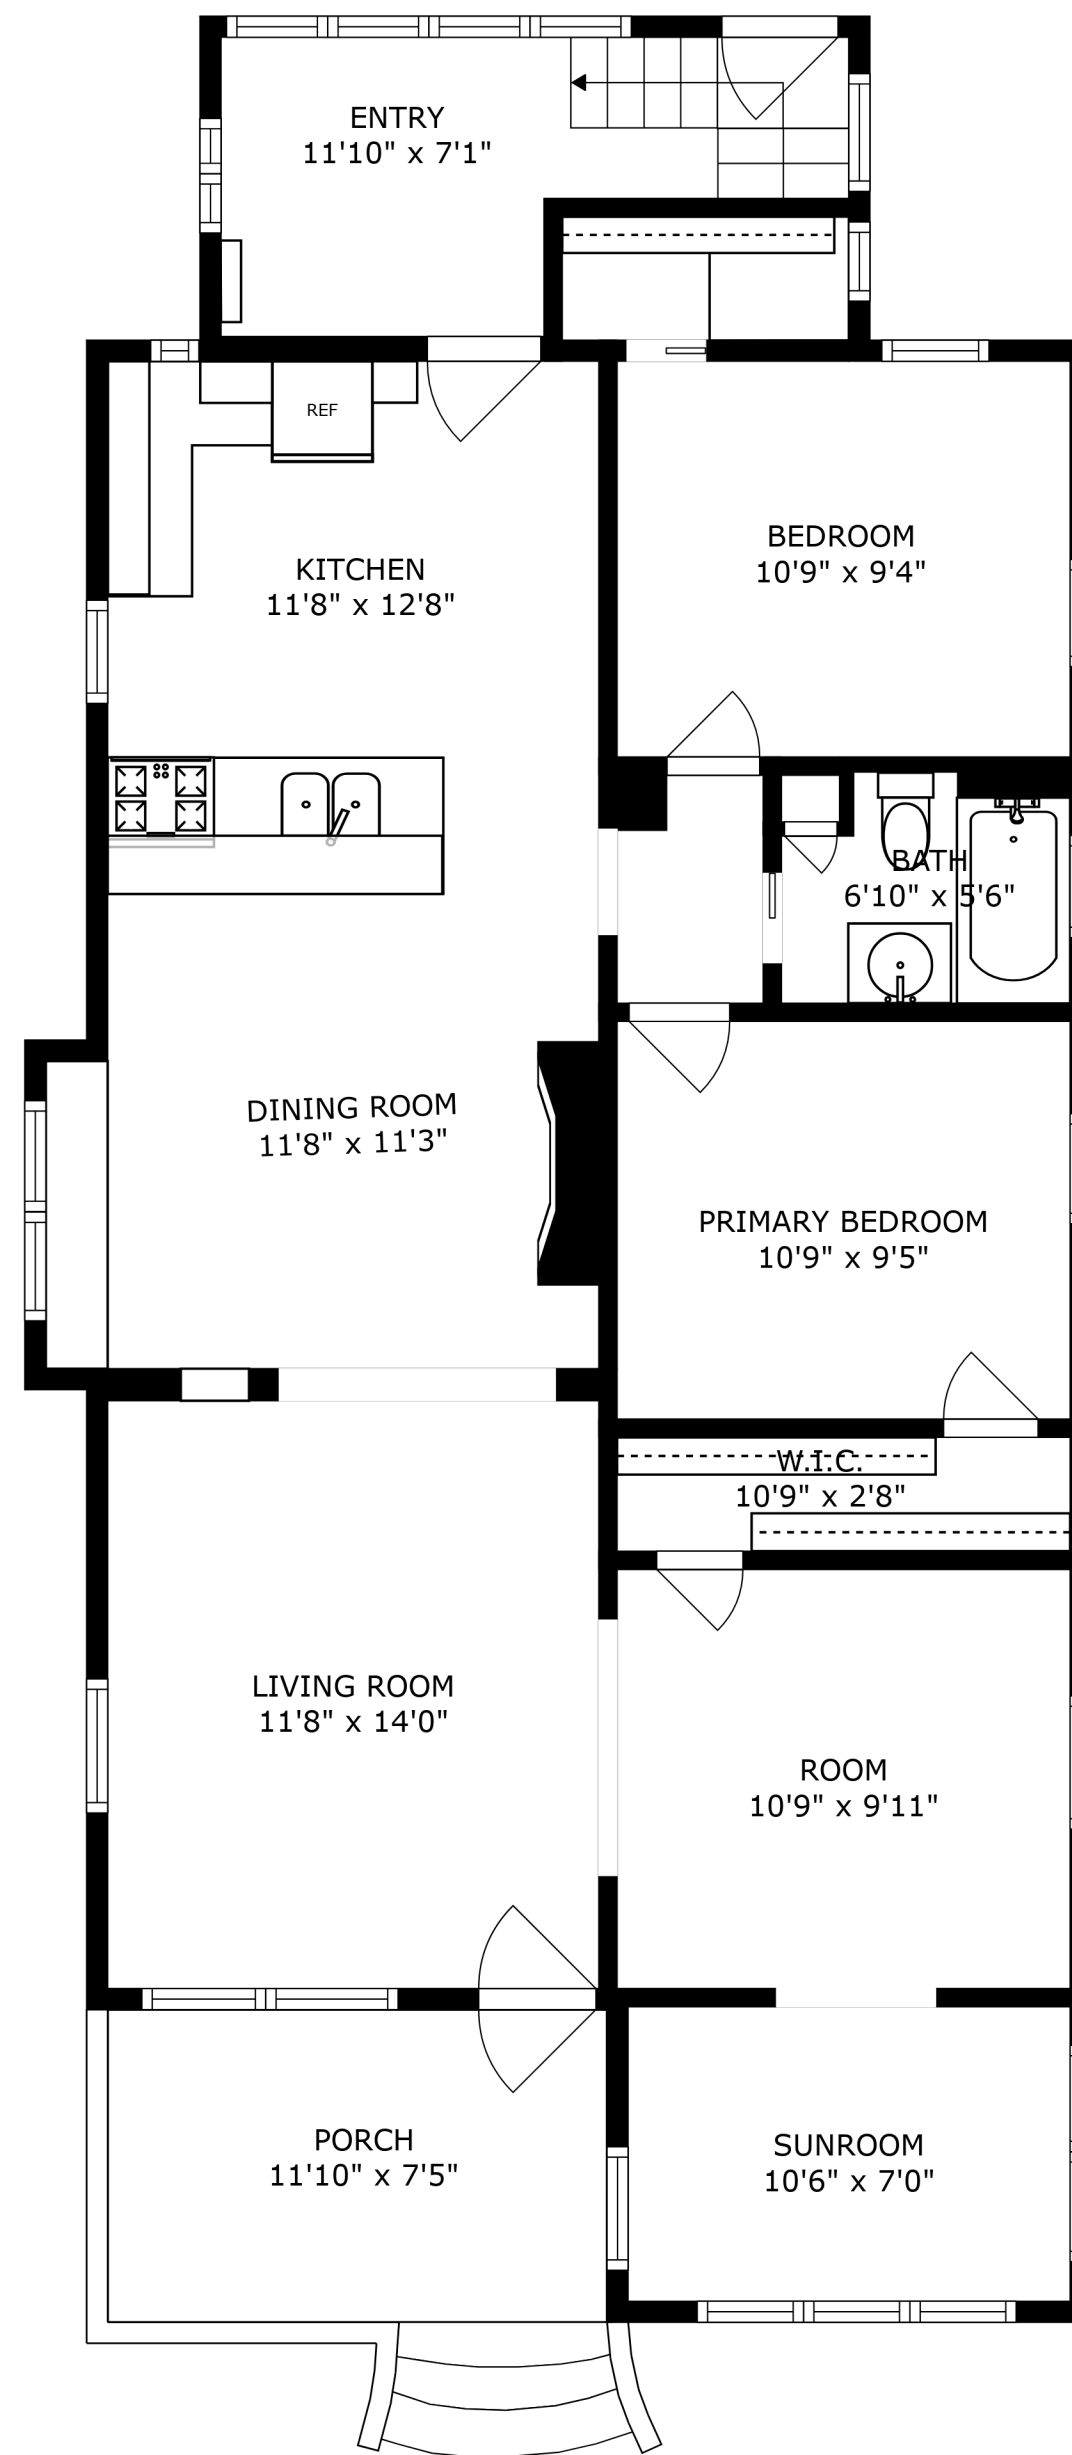 ENTRY
11'10" x 7'1"
REF
BEDROOM
10'9" x 9'4"
KITCHEN
11'8" x 12'8"
BATH
6'10" x 5'6"
DINING ROOM
11'8" x 11'3"
PRIMARY BEDROOM
10'9" x 9'5"
W.I.C.
10'9" x 2'8"
LIVING ROOM
11'8" x 14'0"
ROOM
10'9" x 9'11"
PORCH
11'10" x 7'5"
SUNROOM
10'6" x 7'0"